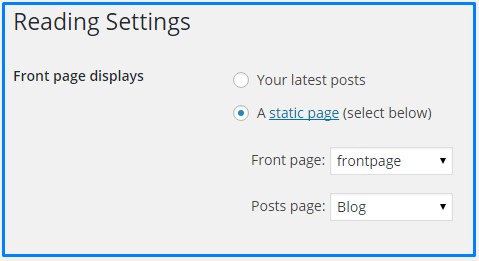 Reading Settings
Front page displays
Your latest posts
A static page (select below)
Front page: frontpage
Posts page: Blog